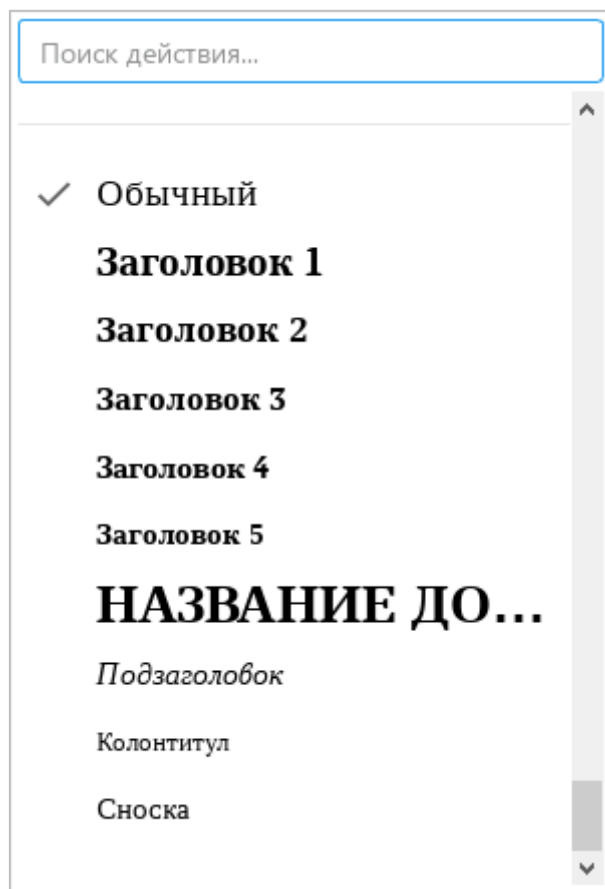 Поиск действия...
Обычный
Заголовок 1
Заголовок 2
Заголовок 3
Заголовок 4
Заголовок 5
НАЗВАНИЕ ДО...
Подзаголовок
Колонтитул
Сноска